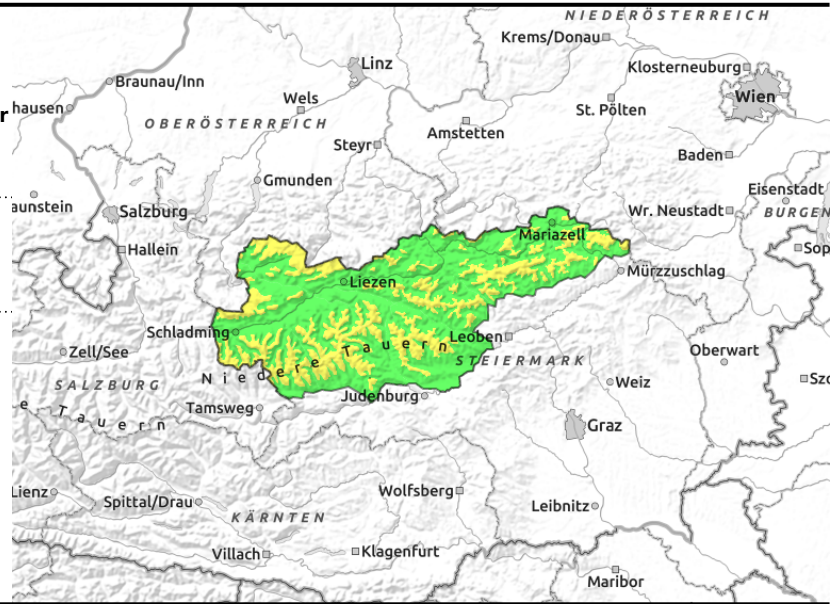 NIEDERÖSTERREICH
Krems/Donau
Linz
Klosterneuburg
Braunau/Inn
Wien
hausen
Wels
St. Pölten
r
OBERÖSTERREICH
Amstetten
Steyr
Baden
Gmunden
Eisenstadt
aunstein
Salzburg
Wr. Neustadt
BURGEN
Mariazell
Hallein
Sop
Mürzzuschlag
Liezen
Schladming
Leoben
Niedere Tauern
Zell/See
STEIERMARK
Oberwart
SALZBURG
Weiz
Szo
Tamsweg
Judenburg
e Tauern
Graz
Lienz
Wolfsberg
Spittal/Drau
Leibnitz
KÄRNTEN
Villach
Klagenfurt
Maribor